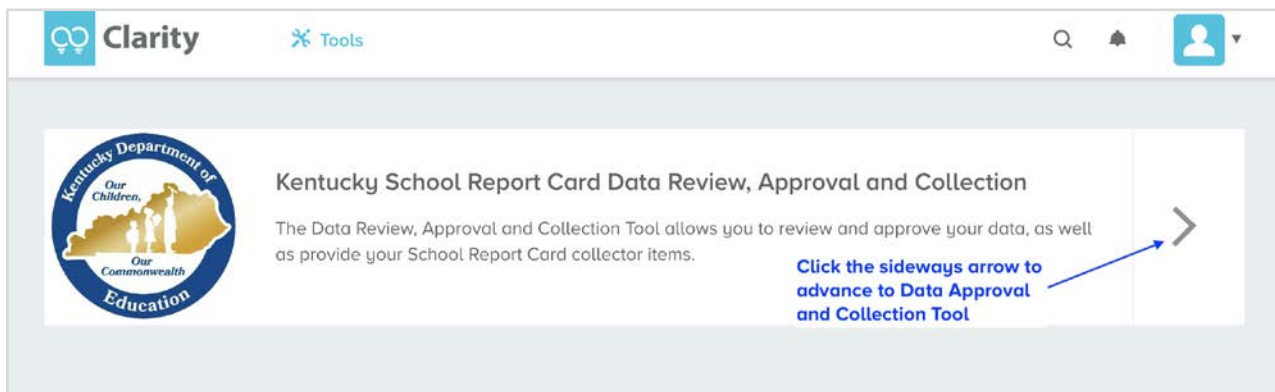 Clarity
Tools
Kentucky Department of
Our
Children,
Our
Commonwealth
Education
Kentucky School Report Card Data Review, Approval and Collection
The Data Review, Approval and Collection Tool allows you to review and approve your data, as well
as provide your School Report Card collector items.
Click the sideways arrow to
advance to Data Approval
and Collection Tool